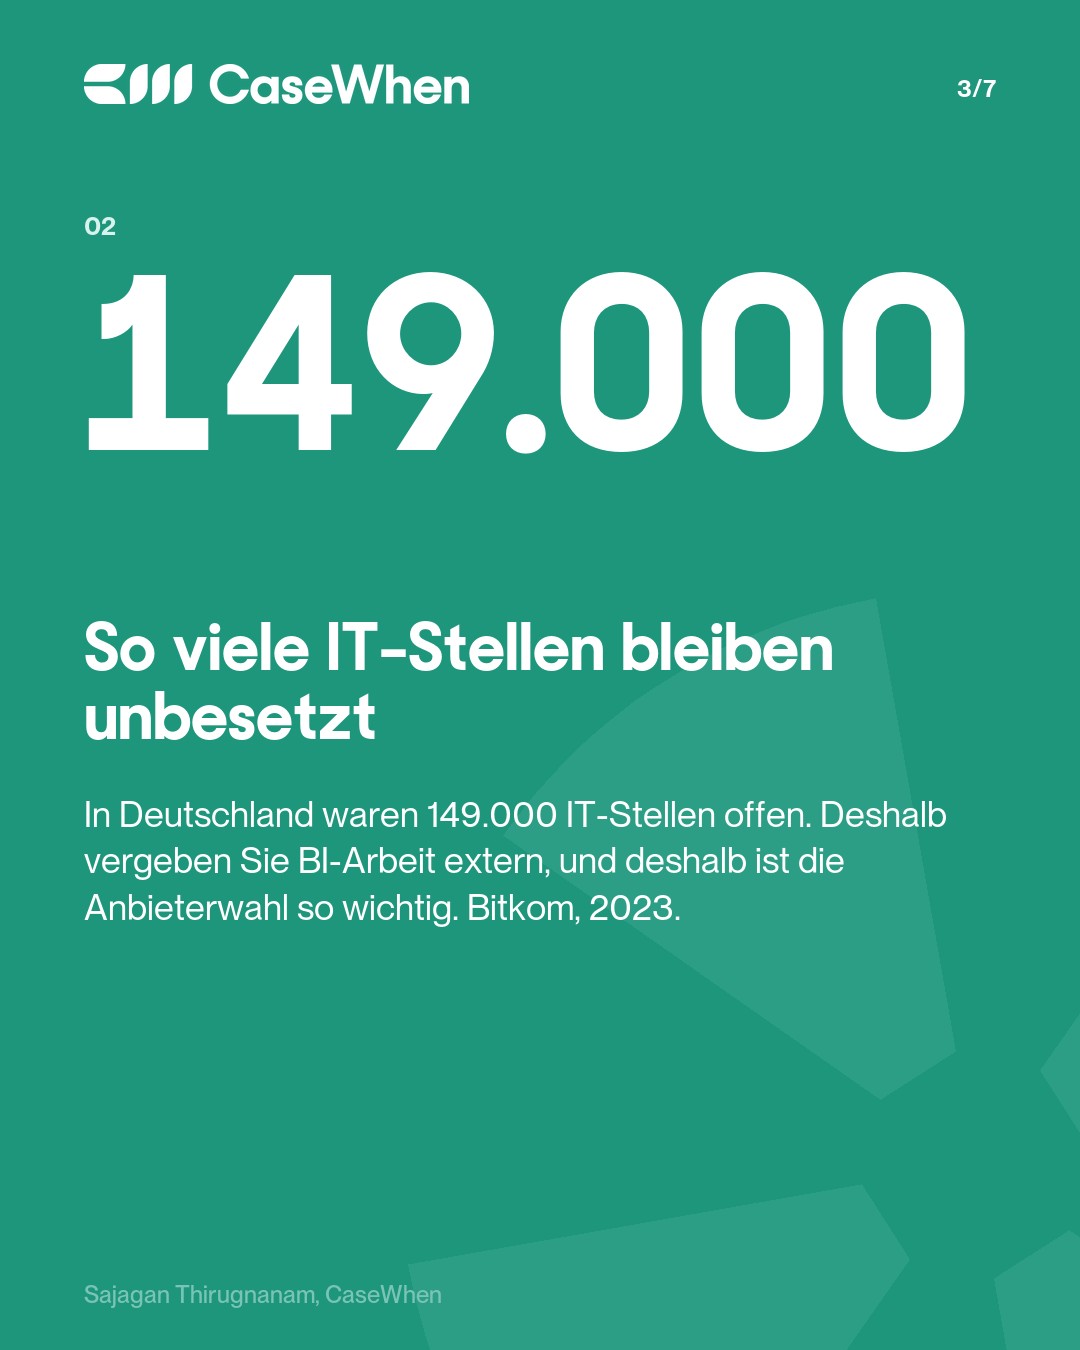 CaseWhen
3/7
02
149.000
So viele IT-Stellen bleiben
unbesetzt
In Deutschland waren 149.000 IT-Stellen offen. Deshalb
vergeben Sie BI-Arbeit extern, und deshalb ist die
Anbieterwahl so wichtig. Bitkom, 2023.
Sajagan Thirugnanam, CaseWhen